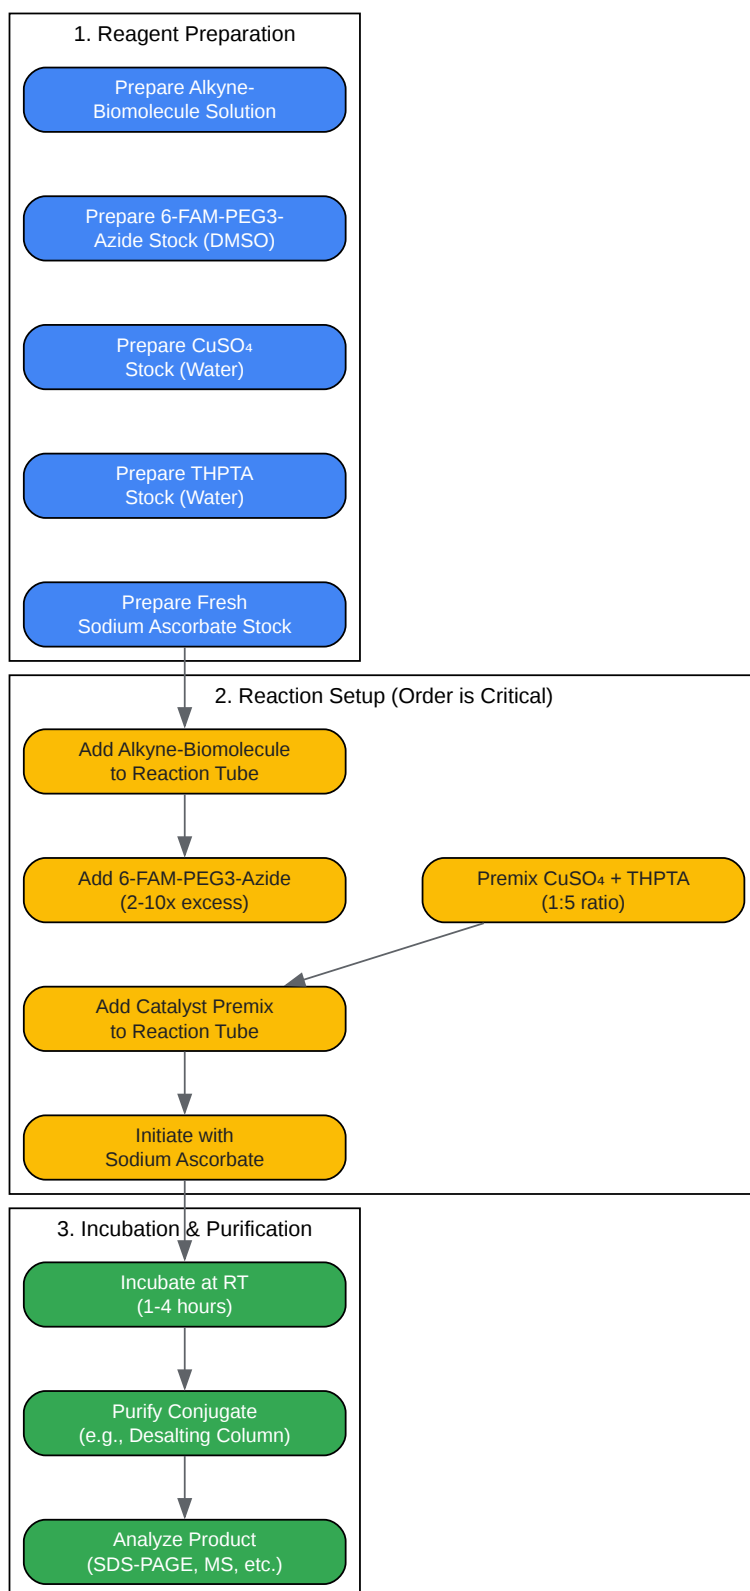 1. Reagent Preparation
Prepare Alkyne-
Biomolecule Solution
Prepare 6-FAM-PEG3-
Azide Stock (DMSO)
Prepare CuSO₄
Stock (Water)
Prepare THPTA
Stock (Water)
Prepare Fresh
Sodium Ascorbate Stock
2. Reaction Setup (Order is Critical)
Add Alkyne-Biomolecule
to Reaction Tube
Add 6-FAM-PEG3-Azide
(2-10x excess)
Premix CuSO₄ + THPTA
(1:5 ratio)
Add Catalyst Premix
to Reaction Tube
Initiate with
Sodium Ascorbate
3. Incubation & Purification
Incubate at RT
(1-4 hours)
Purify Conjugate
(e.g., Desalting Column)
Analyze Product
(SDS-PAGE, MS, etc.)